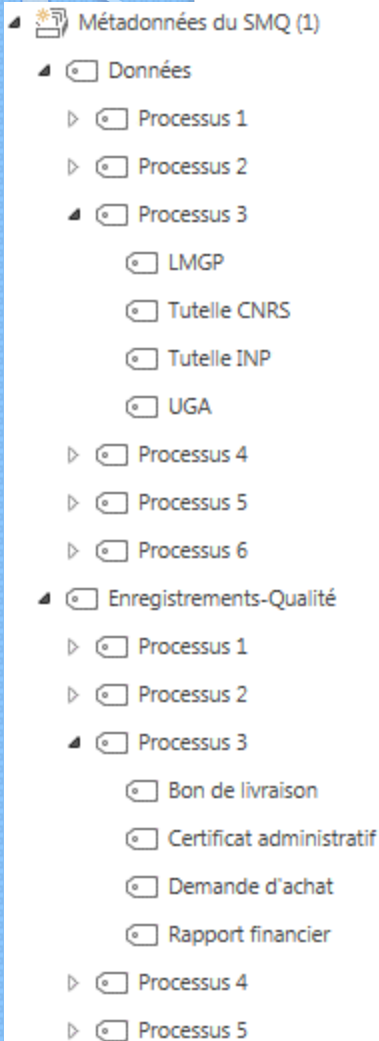 Métadonnées du SMQ (1)
Données
Processus 1
Processus 2
Processus 3
LMGP
Tutelle CNRS
Tutelle INP
UGA
Processus 4
Processus 5
Processus 6
Enregistrements-Qualité
Processus 1
Processus 2
Processus 3
Bon de livraison
Certificat administratif
Demande d'achat
Rapport financier
Processus 4
Processus 5